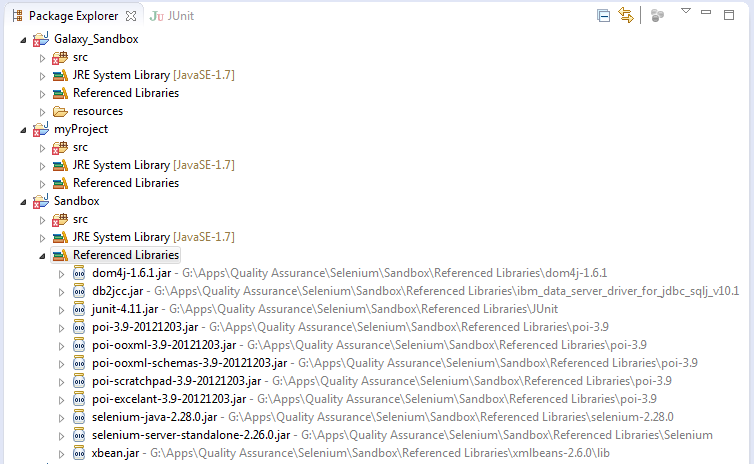 Package Explorer JUnit
Galaxy_Sandbox
src
JRE System Library [JavaSE-1.7]
Referenced Libraries
resources
myProject
src
JRE System Library [JavaSE-1.7]
Referenced Libraries
Sandbox
src
JRE System Library [JavaSE-1.7]
Referenced Libraries
dom4j-1.6.1.jar - G:\Apps\Quality Assurance\Selenium\Sandbox\Referenced Libraries\dom4j-1.6.1
db2jcc.jar - G:\Apps\Quality Assurance\Selenium\Sandbox\Referenced Libraries\ibm_data_server_driver_for_jdbc_sqlj_v10.1
junit-4.11.jar - G:\Apps\Quality Assurance\Selenium\Sandbox\Referenced Libraries\JUnit
poi-3.9-20121203.jar - G:\Apps\Quality Assurance\Selenium\Sandbox\Referenced Libraries\poi-3.9
poi-ooxml-3.9-20121203.jar - G:\Apps\Quality Assurance\Selenium\Sandbox\Referenced Libraries\poi-3.9
poi-ooxml-schemas-3.9-20121203.jar - G:\Apps\Quality Assurance\Selenium\Sandbox\Referenced Libraries\poi-3.9
poi-scratchpad-3.9-20121203.jar - G:\Apps\Quality Assurance\Selenium\Sandbox\Referenced Libraries\poi-3.9
poi-excelant-3.9-20121203.jar - G:\Apps\Quality Assurance\Selenium\Sandbox\Referenced Libraries\poi-3.9
selenium-java-2.28.0.jar - G:\Apps\Quality Assurance\Selenium\Sandbox\Referenced Libraries\selenium-2.28.0
selenium-server-standalone-2.26.0.jar - G:\Apps\Quality Assurance\Selenium\Sandbox\Referenced Libraries\Selenium
xbean.jar - G:\Apps\Quality Assurance\Selenium\Sandbox\Referenced Libraries\xmlbeans-2.6.0\lib